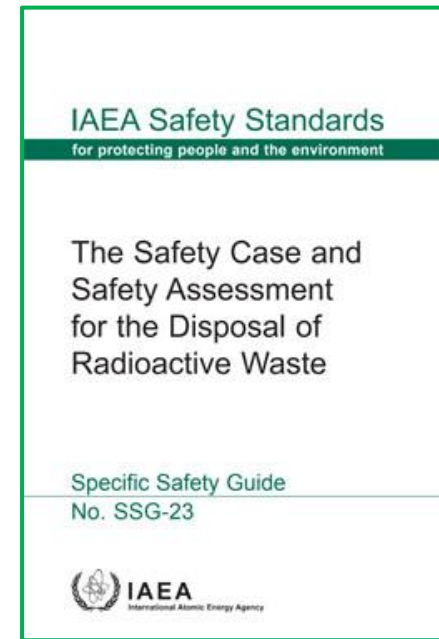 IAEA Safety Standards
for protecting people and the environment
The Safety Case and
Safety Assessment
for the Disposal of
Radioactive Waste
Specific Safety Guide
No. SSG-23
IAEA
International Atomic Energy Agency